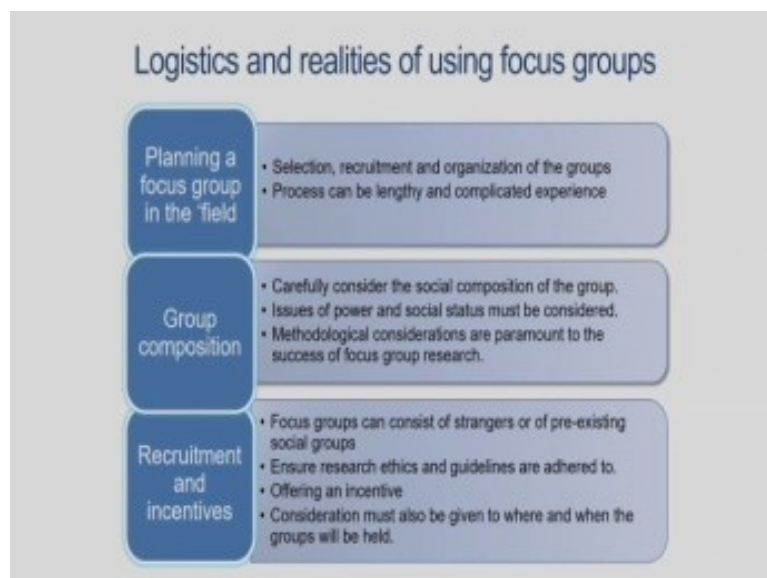 Logistics and realities of using focus groups
Planning a
focus group
in the 'field
• Selection, recruitment and organization of the groups
• Process can be lengthy and complicated experience
Group
composition
• Carefully consider the social composition of the group.
• Issues of power and social status must be considered.
• Methodological considerations are paramount to the
success of focus group research.
Recruitment
and
incentives
• Focus groups can consist of strangers or of pre-existing
social groups
• Ensure research ethics and guidelines are adhered to.
• Offering an incentive
• Consideration must also be given to where and when the
groups will be held.